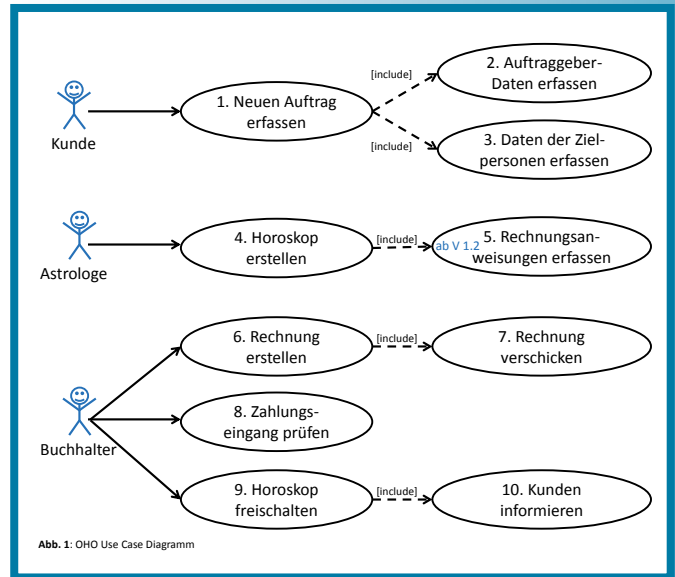 [include]
2. Auftraggeber-
Daten erfassen
1. Neuen Auftrag
erfassen
Kunde
[include]
3. Daten der Ziel-
personen erfassen
4. Horoskop
erstellen
[include]
ab V 1.2
5. Rechnungsan-
weisungen erfassen
Astrologe
6. Rechnung
erstellen
[include]
7. Rechnung
verschicken
8. Zahlungs-
eingang prüfen
Buchhalter
9. Horoskop
freischalten
[include]
10. Kunden
informieren
Abb. 1: OHO Use Case Diagramm